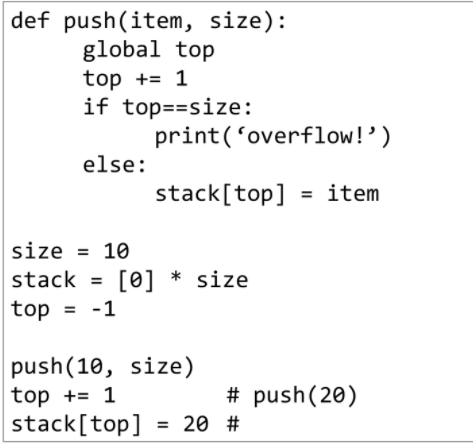 def push(item, size):
global top
top += 1
if top==size:
print(‘overflow!’)
else:
stack[top] = item
size = 10
stack = [0] * size
top = -1
push(10, size)
top += 1 # push(20)
stack[top] = 20 #